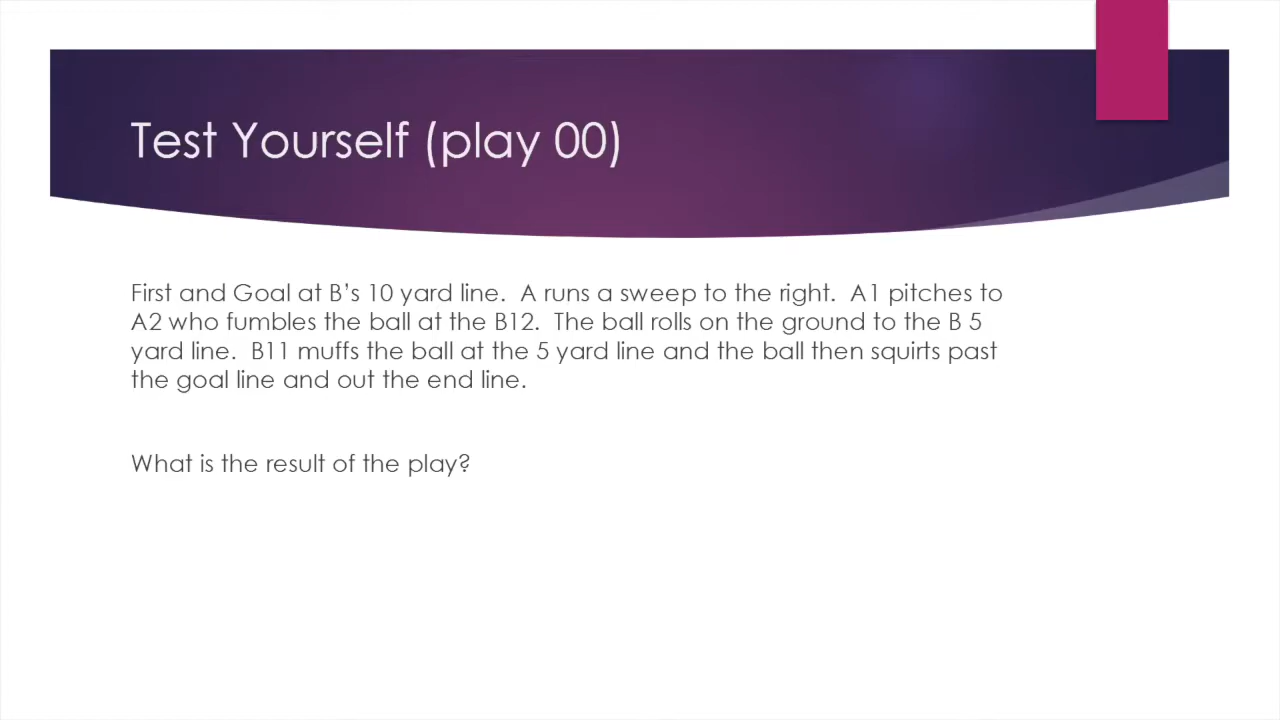 Test Yourself (play 00)
First and Goal at B's 10 yard line.  A runs a sweep to the right.  A1 pitches to
A2 who fumbles the ball at the B12.  The ball rolls on the ground to the B 5
yard line.  B11 muffs the ball at the 5 yard line and the ball then squirts past
the goal line and out the end line.
What is the result of the play?